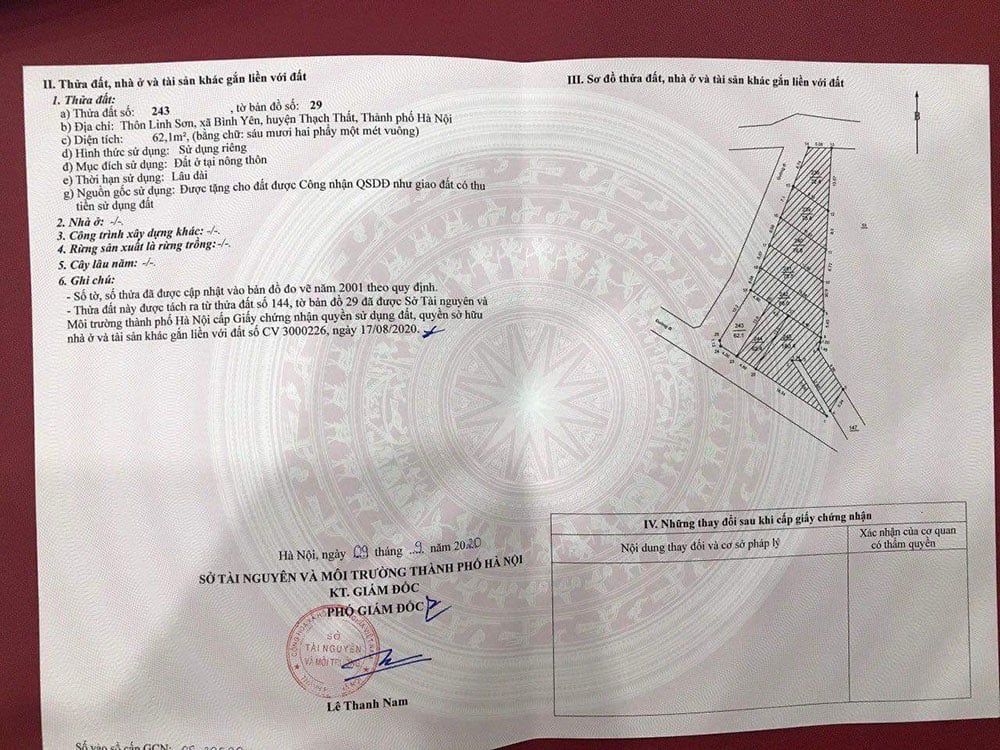 II. Thửa đất, nhà ở và tài sản khác gắn liền với đất
1. Thửa đất:
a) Thửa đất số: 243 , tờ bản đồ số: 29
b) Địa chỉ: Thôn Linh Sơn, xã Bình Yên, huyện Thạch Thất, Thành phố Hà Nội
c) Diện tích: 62,1m², (bằng chữ: sáu mươi hai phẩy một mét vuông)
d) Hình thức sử dụng: Sử dụng riêng
đ) Mục đích sử dụng: Đất ở tại nông thôn
e) Thời hạn sử dụng: Lâu dài
g) Nguồn gốc sử dụng: Được tặng cho đất được Công nhận QSDĐ như giao đất có thu
tiền sử dụng đất
2. Nhà ở: -/-.
3. Công trình xây dựng khác: -/-.
4. Rừng sản xuất là rừng trồng: -/-.
5. Cây lâu năm: -/-.
6. Ghi chú:
- Số tờ, số thửa đã được cập nhật vào bản đồ đo vẽ năm 2001 theo quy định.
- Thửa đất này được tách ra từ thửa đất số 144, tờ bản đồ 29 đã được Sở Tài nguyên và
Môi trường thành phố Hà Nội cấp Giấy chứng nhận quyền sử dụng đất, quyền sở hữu
nhà ở và tài sản khác gắn liền với đất số CV 3000226, ngày 17/08/2020.
Hà Nội, ngày 09 tháng 9 năm 2020
SỞ TÀI NGUYÊN VÀ MÔI TRƯỜNG THÀNH PHỐ HÀ NỘI
KT. GIÁM ĐỐC
PHÓ GIÁM ĐỐC
SỞ
TÀI NGUYÊN
VÀ MÔI TRƯỜNG
Lê Thanh Nam
Số vào sổ cấp GCN:
III. Sơ đồ thửa đất, nhà ở và tài sản khác gắn liền với đất
B
Đường đi
Đường đi
243
62,1
147
IV. Những thay đổi sau khi cấp giấy chứng nhận
Nội dung thay đổi và cơ sở pháp lý
Xác nhận của cơ quan
có thẩm quyền